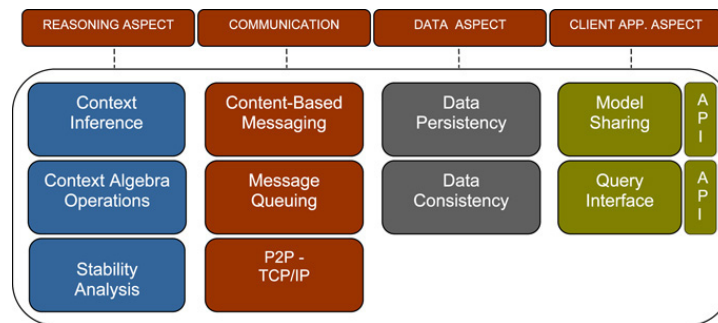 REASONING ASPECT
COMMUNICATION
DATA ASPECT
CLIENT APP. ASPECT
Context
Inference
Content-Based
Messaging
Data
Persistency
Model
Sharing
A
P
I
Context Algebra
Operations
Message
Queuing
Data
Consistency
Query
Interface
A
P
I
Stability
Analysis
P2P -
TCP/IP